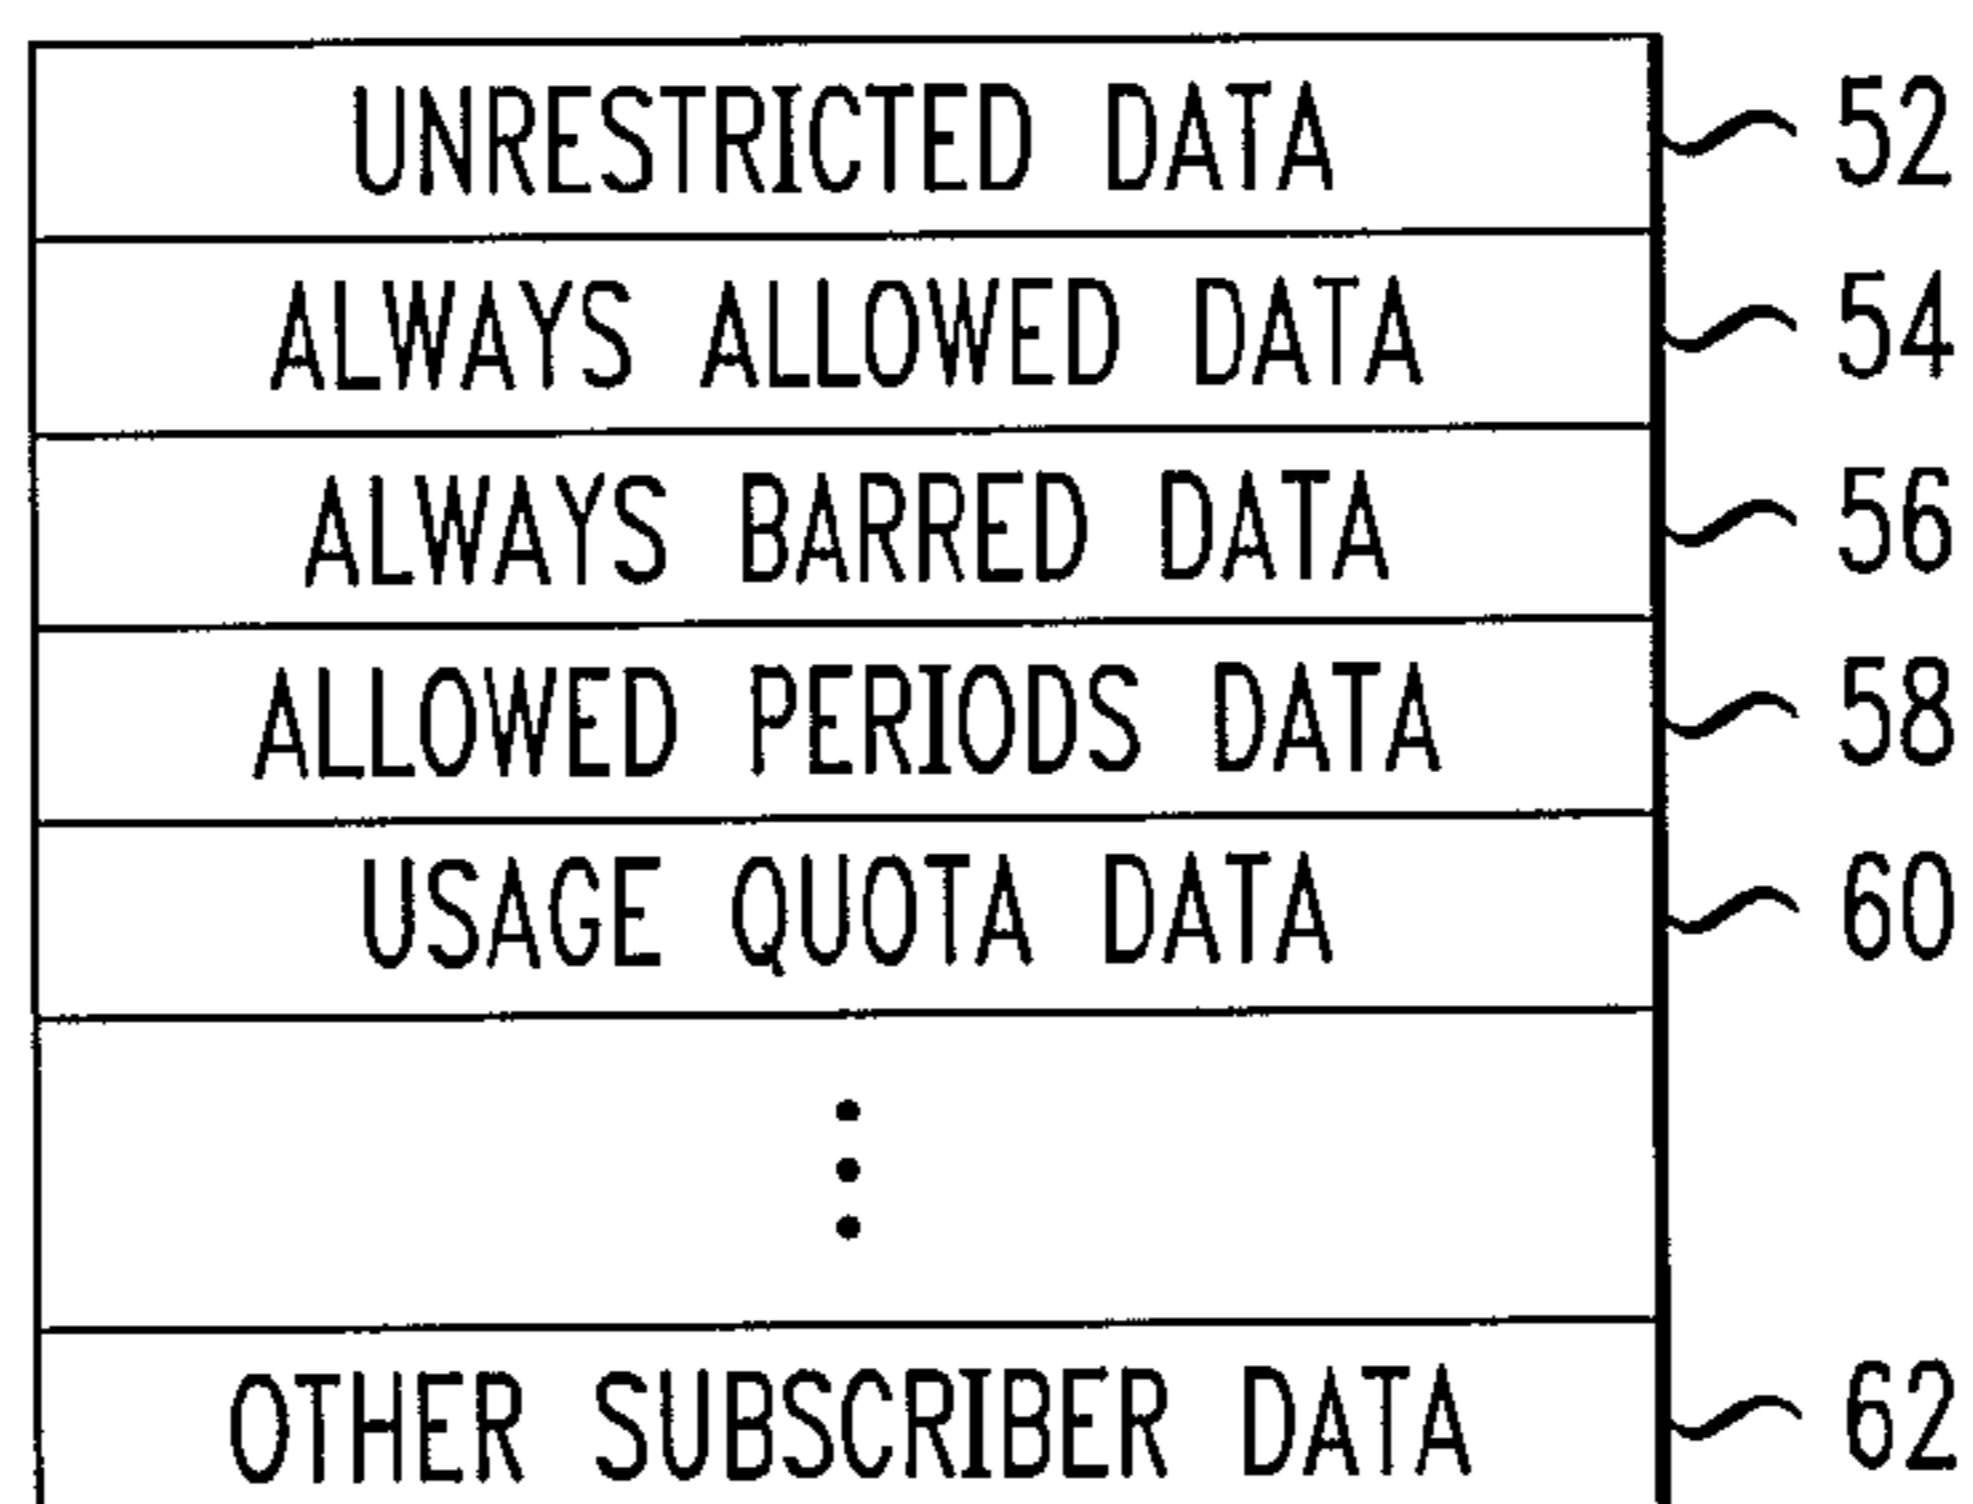 UNRESTRICTED DATA 52
ALWAYS ALLOWED DATA 54
ALWAYS BARRED DATA 56
ALLOWED PERIODS DATA 58
USAGE QUOTA DATA 60
OTHER SUBSCRIBER DATA 62